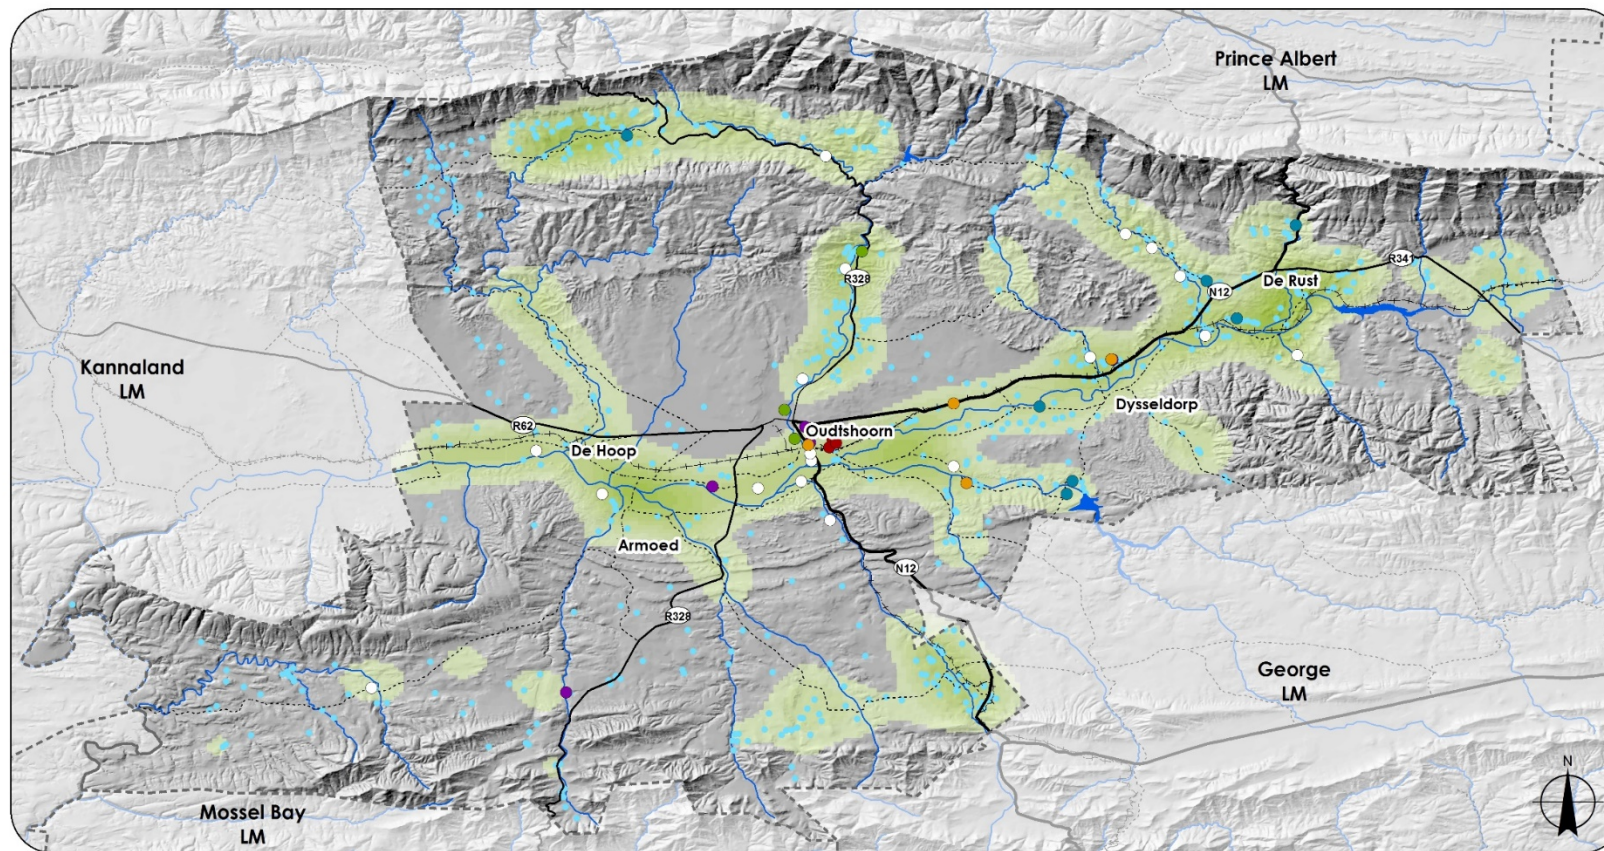 Prince Albert
LM
R341
De Rust
R328
N12
Kannaland
LM
Dysseldorp
R62
Oudtshoorn
De Hoop
Armoed
N12
R328
George
LM
N
Mossel Bay
LM